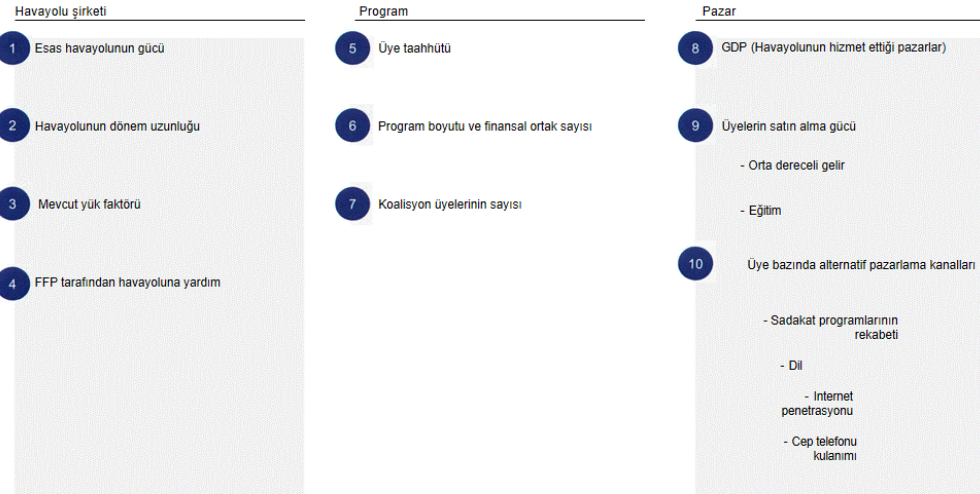 Havayolu şirketi
1 Esas havayolunun gücü
2 Havayolunun dönem uzunluğu
3 Mevcut yük faktörü
4 FFP tarafından havayoluna yardım
Program
5 Üye taahhütü
6 Program boyutu ve finansal ortak sayısı
7 Koalisyon üyelerinin sayısı
Pazar
8 GDP (Havayolunun hizmet ettiği pazarlar)
9 Üyelerin satın alma gücü
- Orta dereceli gelir
- Eğitim
10 Üye bazında alternatif pazarlama kanalları
- Sadakat programlarının
rekabeti
- Dil
- Internet
penetrasyonu
- Cep telefonu
kulanımı